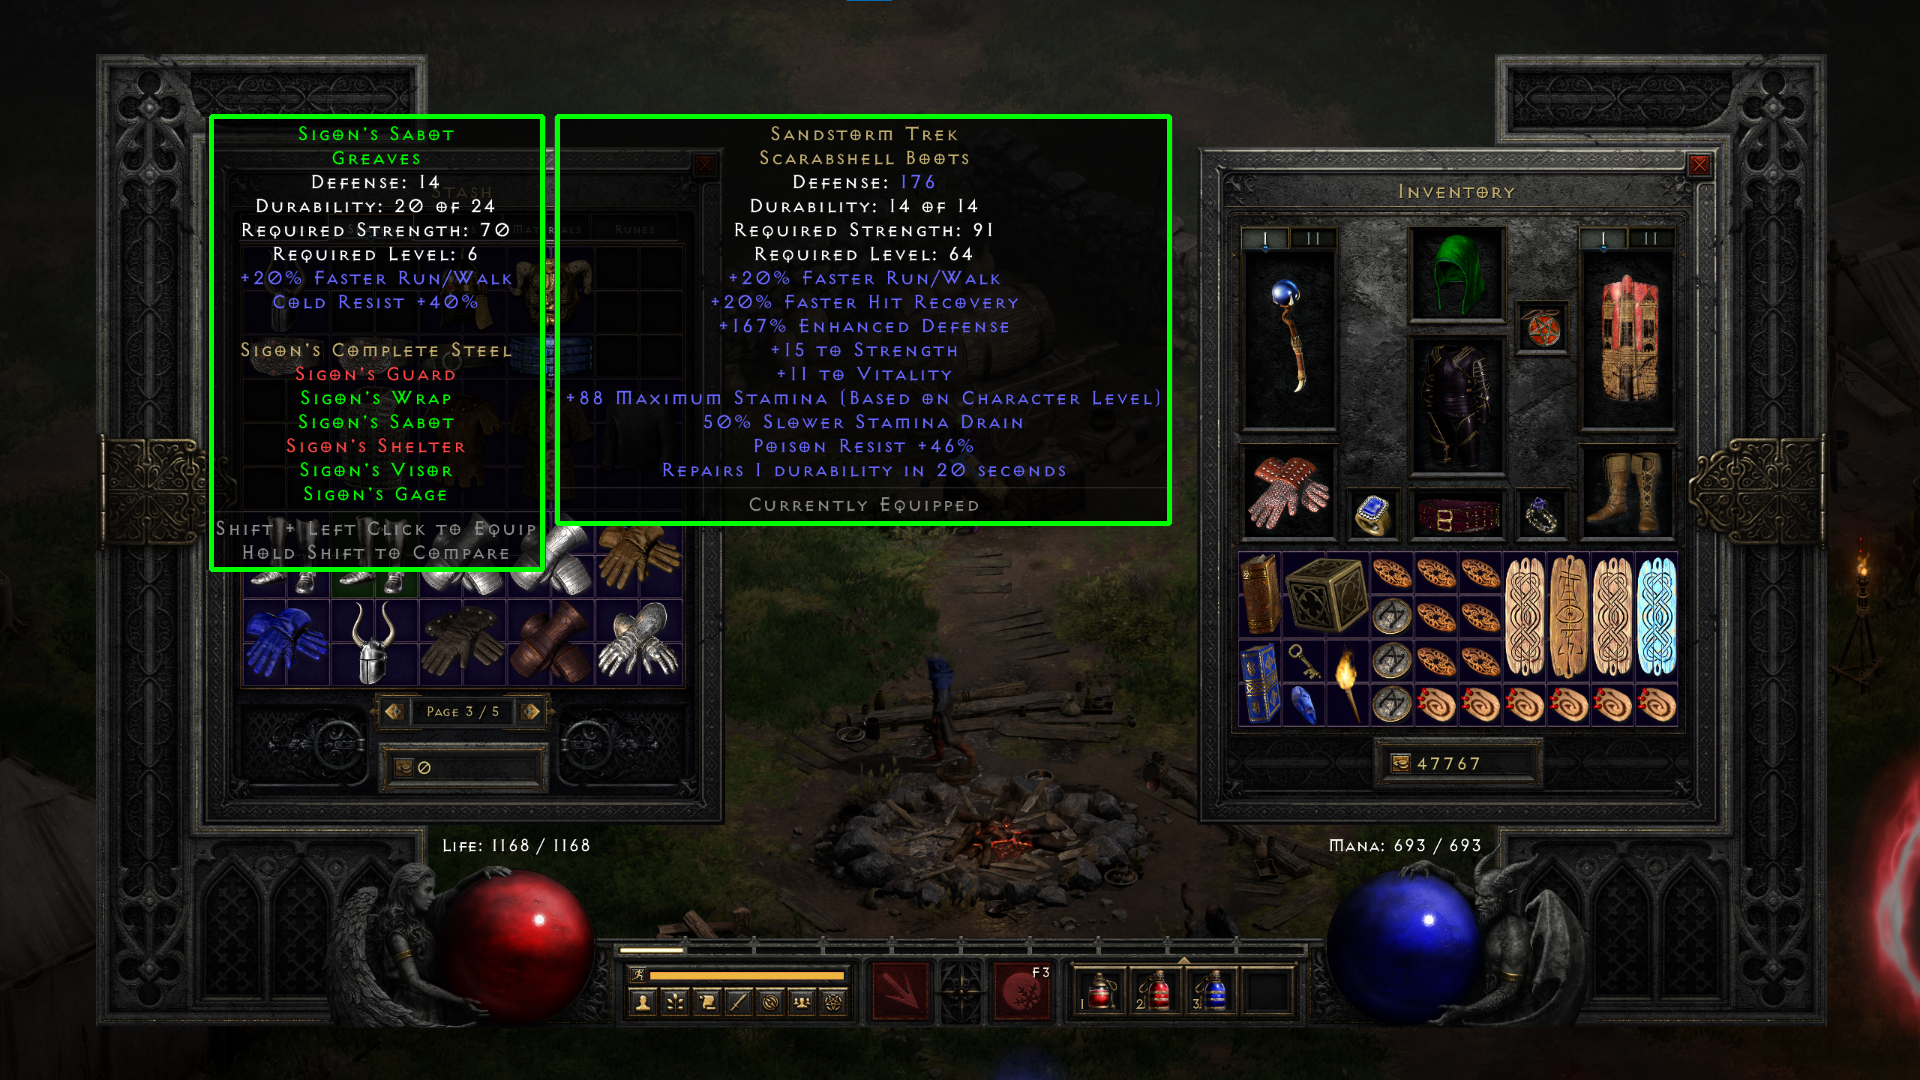 Sigon's Sabot
Greaves
Defense: 14
Durability: 20 of 24
Required Strength: 70
Required Level: 6
+20% Faster Run/Walk
Cold Resist +40%
Sigon's Complete Steel
Sigon's Guard
Sigon's Wrap
Sigon's Sabot
Sigon's Shelter
Sigon's Visor
Sigon's Gage
Shift + Left Click to Equip
Hold Shift to Compare
Sandstorm Trek
Scarabshell Boots
Defense: 176
Durability: 14 of 14
Required Strength: 91
Required Level: 64
+20% Faster Run/Walk
+20% Faster Hit Recovery
+167% Enhanced Defense
+15 to Strength
+11 to Vitality
+88 Maximum Stamina (Based on Character Level)
50% Slower Stamina Drain
Poison Resist +46%
Repairs 1 durability in 20 seconds
Currently Equipped
Stash
Materials
Runes
Page 3 / 5
0
Inventory
I
II
I
II
47767
Life: 1168 / 1168
Mana: 693 / 693
F3
1
2
3